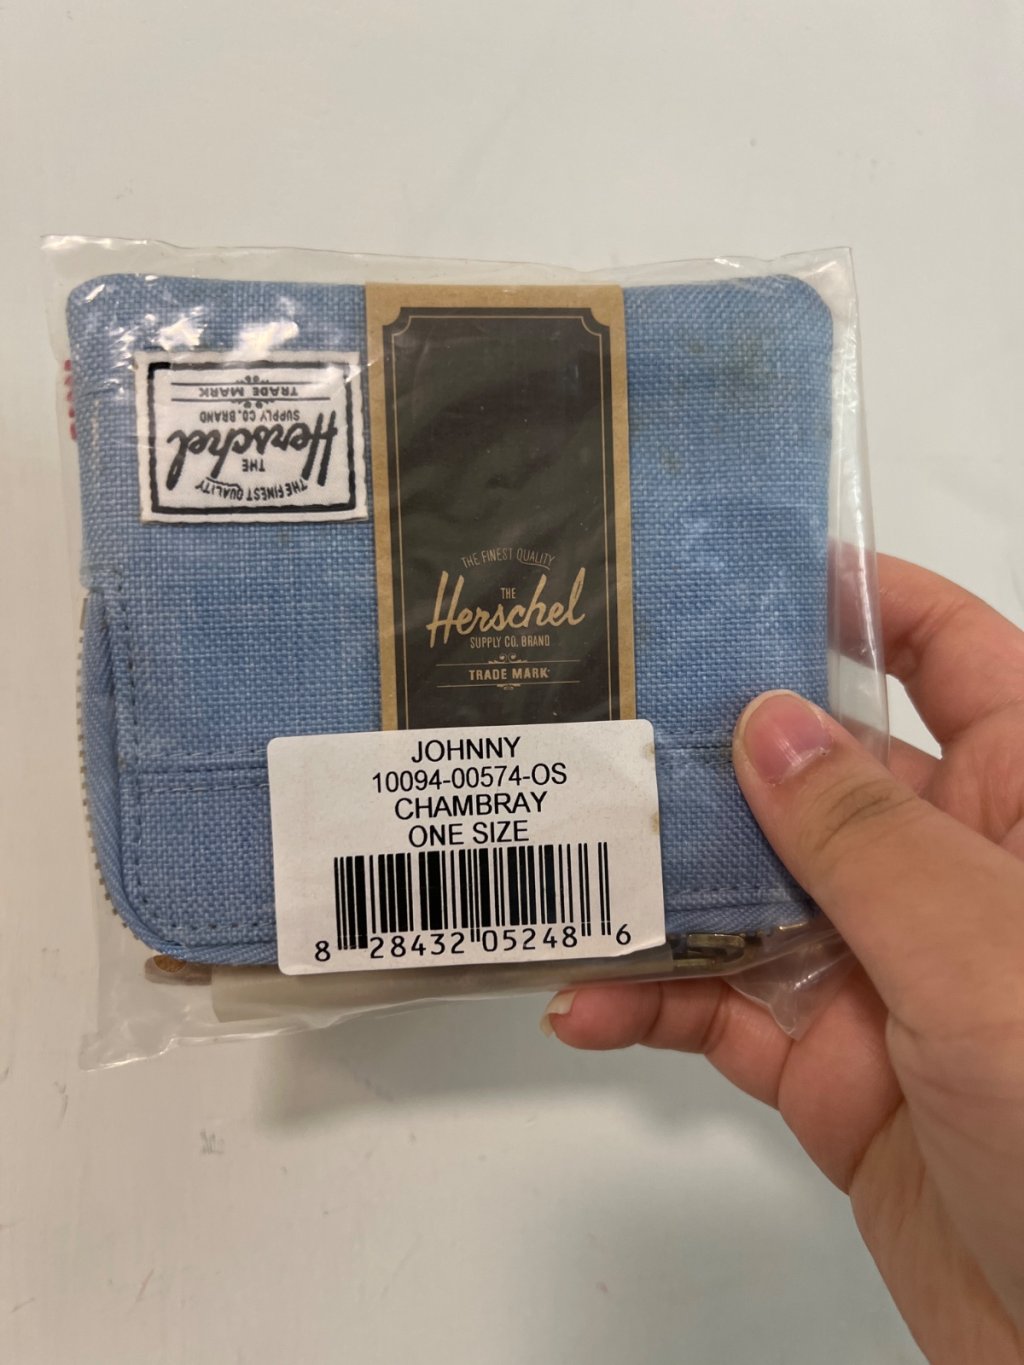 THE FINEST QUALITY
THE
Herschel
SUPPLY CO. BRAND
TRADE MARK
THE FINEST QUALITY
THE
Herschel
SUPPLY CO. BRAND
TRADE MARK
JOHNNY
10094-00574-OS
CHAMBRAY
ONE SIZE
8 28432 05248 6